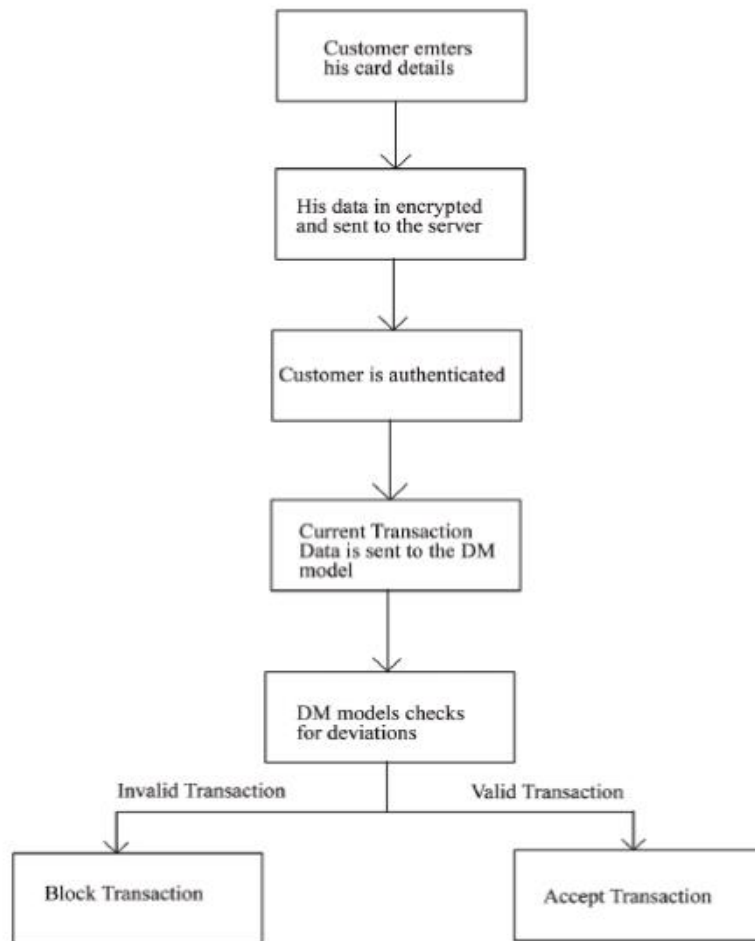 Customer emters
his card details
His data in encrypted
and sent to the server
Customer is authenticated
Current Transaction
Data is sent to the DM
model
DM models checks
for deviations
Invalid Transaction
Valid Transaction
Block Transaction
Accept Transaction